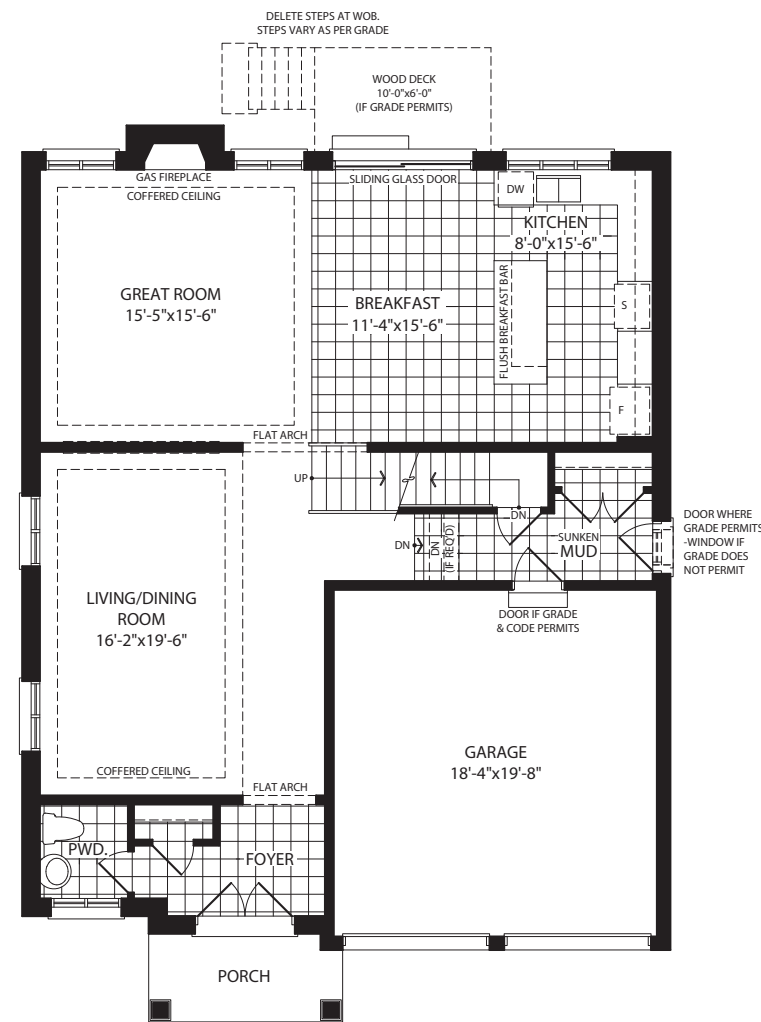 DELETE STEPS AT WOB.
STEPS VARY AS PER GRADE
WOOD DECK
10'-0"x6'-0"
(IF GRADE PERMITS)
GAS FIREPLACE
COFFERED CEILING
SLIDING GLASS DOOR
DW
KITCHEN
8'-0"x15'-6"
GREAT ROOM
15'-5"x15'-6"
BREAKFAST
11'-4"x15'-6"
FLUSH BREAKFAST BAR
S
F
FLAT ARCH
UP
DN
DN
DN
(IF REQ'D)
SUNKEN
MUD
DOOR WHERE
GRADE PERMITS
-WINDOW IF
GRADE DOES
NOT PERMIT
LIVING/DINING
ROOM
16'-2"x19'-6"
DOOR IF GRADE
& CODE PERMITS
GARAGE
18'-4"x19'-8"
COFFERED CEILING
FLAT ARCH
PWD.
FOYER
PORCH